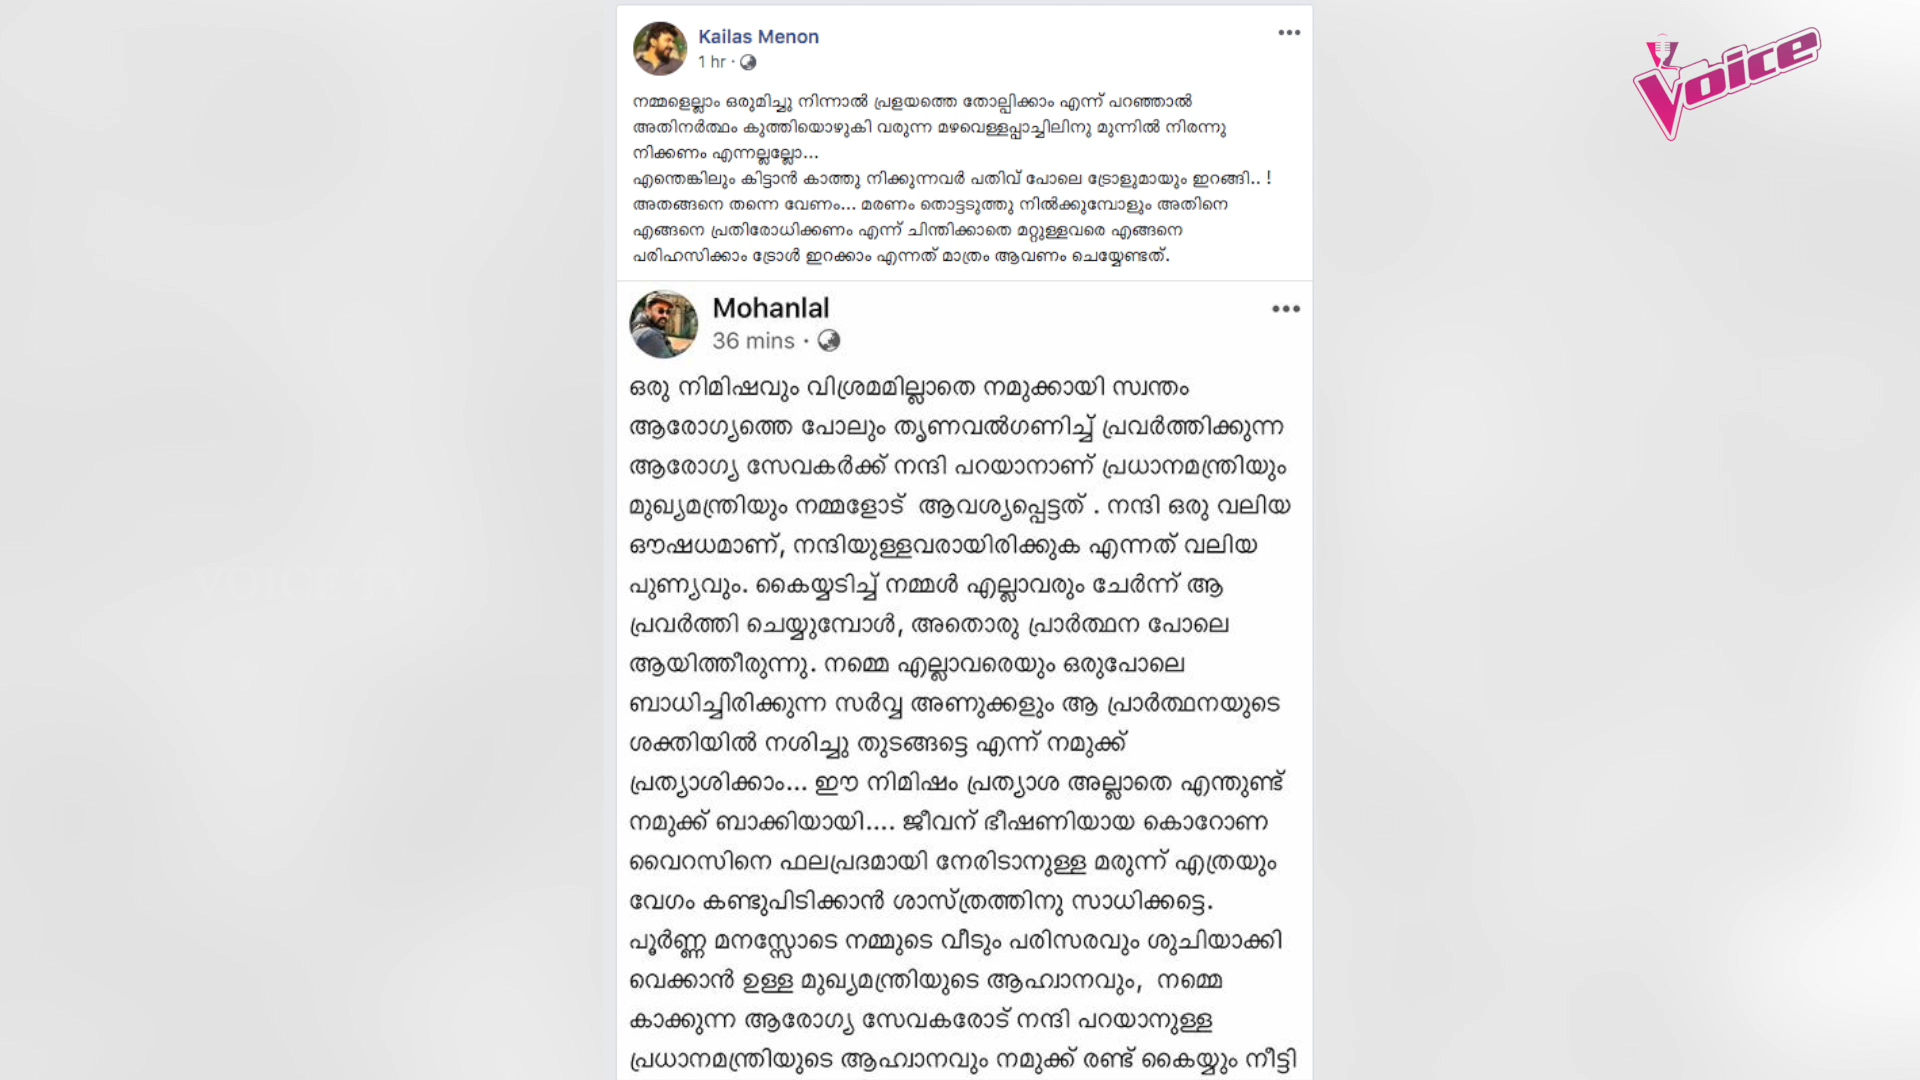 Kailas Menon
1 hr ·
നമ്മളെല്ലാം ഒരുമിച്ചു നിന്നാൽ പ്രളയത്തെ തോല്പിക്കാം എന്ന് പറഞ്ഞാൽ
അതിനർത്ഥം കുത്തിയൊഴുകി വരുന്ന മഴവെള്ളപ്പാച്ചിലിനു മുന്നിൽ നിരന്നു
നിക്കണം എന്നല്ലല്ലോ...
എന്തെങ്കിലും കിട്ടാൻ കാത്തു നിക്കുന്നവർ പതിവ് പോലെ ട്രോളുമായും ഇറങ്ങി.. !
അതങ്ങനെ തന്നെ വേണം... മരണം തൊട്ടടുത്തു നിൽക്കുമ്പോളും അതിനെ
എങ്ങനെ പ്രതിരോധിക്കണം എന്ന് ചിന്തിക്കാതെ മറ്റുള്ളവരെ എങ്ങനെ
പരിഹസിക്കാം ട്രോൾ ഇറക്കാം എന്നത് മാത്രം ആവണം ചെയ്യേണ്ടത്.
Mohanlal
36 mins ·
ഒരു നിമിഷവും വിശ്രമമില്ലാതെ നമുക്കായി സ്വന്തം
ആരോഗ്യത്തെ പോലും തൃണവൽഗണിച്ച് പ്രവർത്തിക്കുന്ന
ആരോഗ്യ സേവകർക്ക് നന്ദി പറയാനാണ് പ്രധാനമന്ത്രിയും
മുഖ്യമന്ത്രിയും നമ്മളോട് ആവശ്യപ്പെട്ടത് . നന്ദി ഒരു വലിയ
ഔഷധമാണ്, നന്ദിയുള്ളവരായിരിക്കുക എന്നത് വലിയ
പുണ്യവും. കൈയ്യടിച്ച് നമ്മൾ എല്ലാവരും ചേർന്ന് ആ
പ്രവർത്തി ചെയ്യുമ്പോൾ, അതൊരു പ്രാർത്ഥന പോലെ
ആയിത്തീരുന്നു. നമ്മെ എല്ലാവരെയും ഒരുപോലെ
ബാധിച്ചിരിക്കുന്ന സർവ്വ അണുക്കളും ആ പ്രാർത്ഥനയുടെ
ശക്തിയിൽ നശിച്ചു തുടങ്ങട്ടെ എന്ന് നമുക്ക്
പ്രത്യാശിക്കാം... ഈ നിമിഷം പ്രത്യാശ അല്ലാതെ എന്തുണ്ട്
നമുക്ക് ബാക്കിയായി.... ജീവന് ഭീഷണിയായ കൊറോണ
വൈറസിനെ ഫലപ്രദമായി നേരിടാനുള്ള മരുന്ന് എത്രയും
വേഗം കണ്ടുപിടിക്കാൻ ശാസ്ത്രത്തിനു സാധിക്കട്ടെ.
പൂർണ്ണ മനസ്സോടെ നമ്മുടെ വീടും പരിസരവും ശുചിയാക്കി
വെക്കാൻ ഉള്ള മുഖ്യമന്ത്രിയുടെ ആഹ്വാനവും, നമ്മെ
കാക്കുന്ന ആരോഗ്യ സേവകരോട് നന്ദി പറയാനുള്ള
പ്രധാനമന്ത്രിയുടെ ആഹ്വാനവും നമുക്ക് രണ്ട് കൈയ്യും നീട്ടി
Voice
VOICE TV